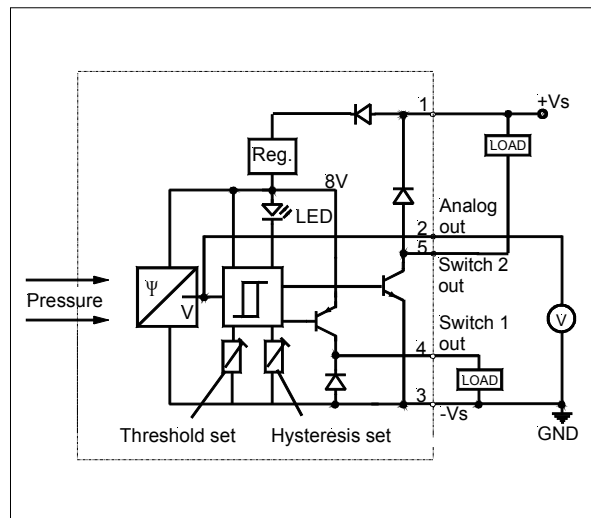 1
+Vs
LOAD
Reg.
8V
LED
Analog
out
2
5
Switch 2
out
Ψ
V
Pressure
V
Switch 1
out
4
LOAD
3
-Vs
GND
Threshold set
Hysteresis set